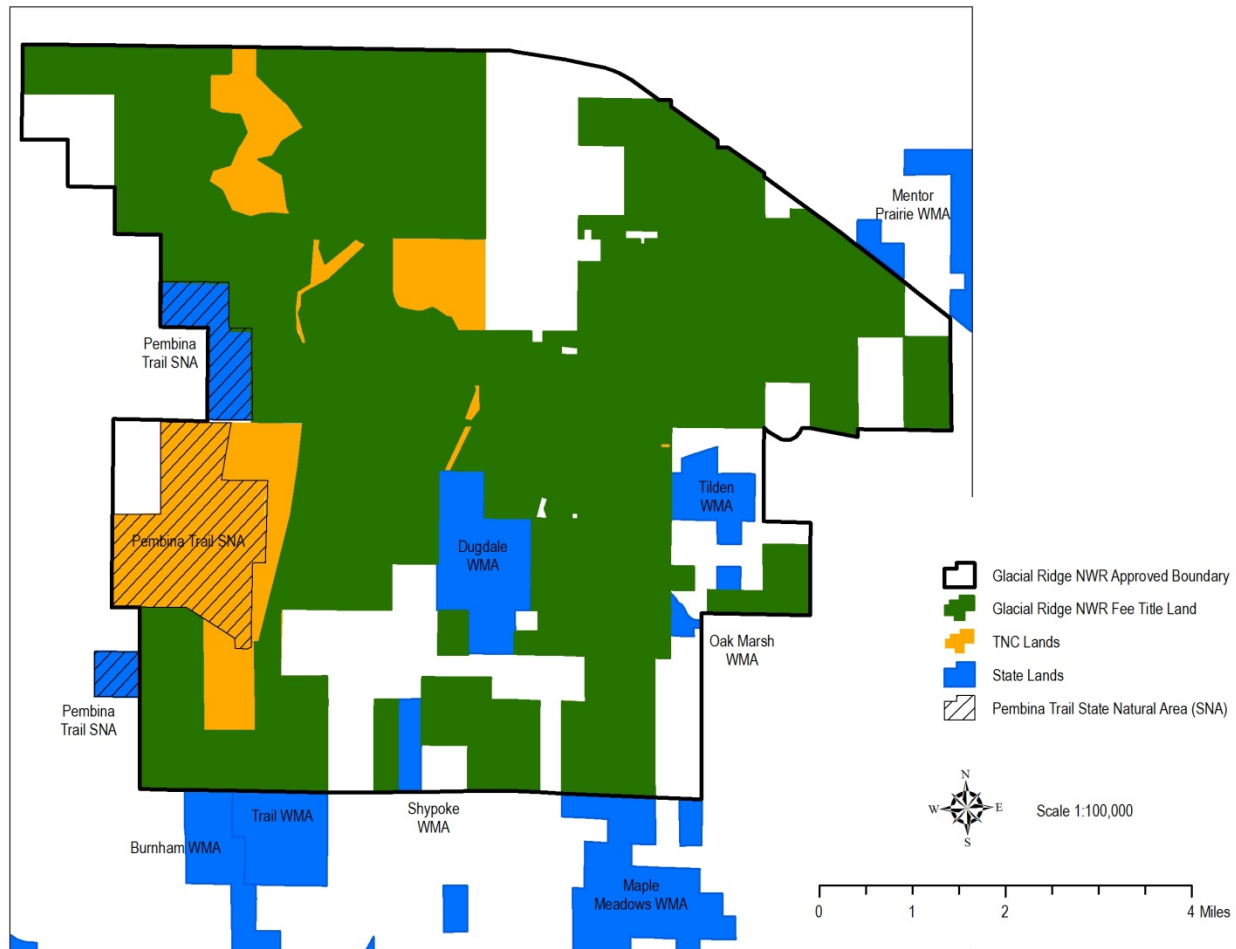 Mentor
Prairie WMA
Pembina
Trail SNA
Tilden
WMA
Pembina Trail SNA
Dugdale
WMA
Oak Marsh
WMA
Pembina
Trail SNA
Shypoke
WMA
Trail WMA
Burnham WMA
Maple
Meadows WMA
Glacial Ridge NWR Approved Boundary
Glacial Ridge NWR Fee Title Land
TNC Lands
State Lands
Pembina Trail State Natural Area (SNA)
N
W E
S
Scale 1:100,000
0 1 2 4 Miles